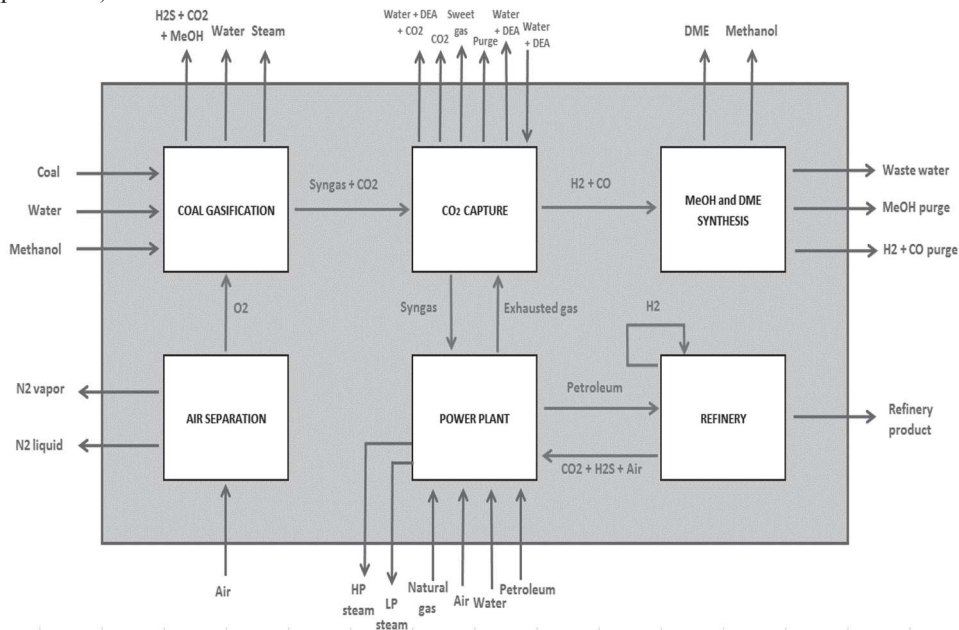 H2S + CO2
+ MeOH
Water
Steam
Water + DEA
+ CO2
CO2
Sweet
gas
Purge
Water
+ DEA
Water
+ DEA
DME
Methanol
Coal
Water
Methanol
COAL GASIFICATION
Syngas + CO2
CO2 CAPTURE
H2 + CO
MeOH and DME
SYNTHESIS
Waste water
MeOH purge
H2 + CO purge
O2
Syngas
Exhausted gas
H2
N2 vapor
N2 liquid
AIR SEPARATION
POWER PLANT
Petroleum
CO2 + H2S + Air
REFINERY
Refinery
product
Air
HP
steam
LP
steam
Natural
gas
Air
Water
Petroleum